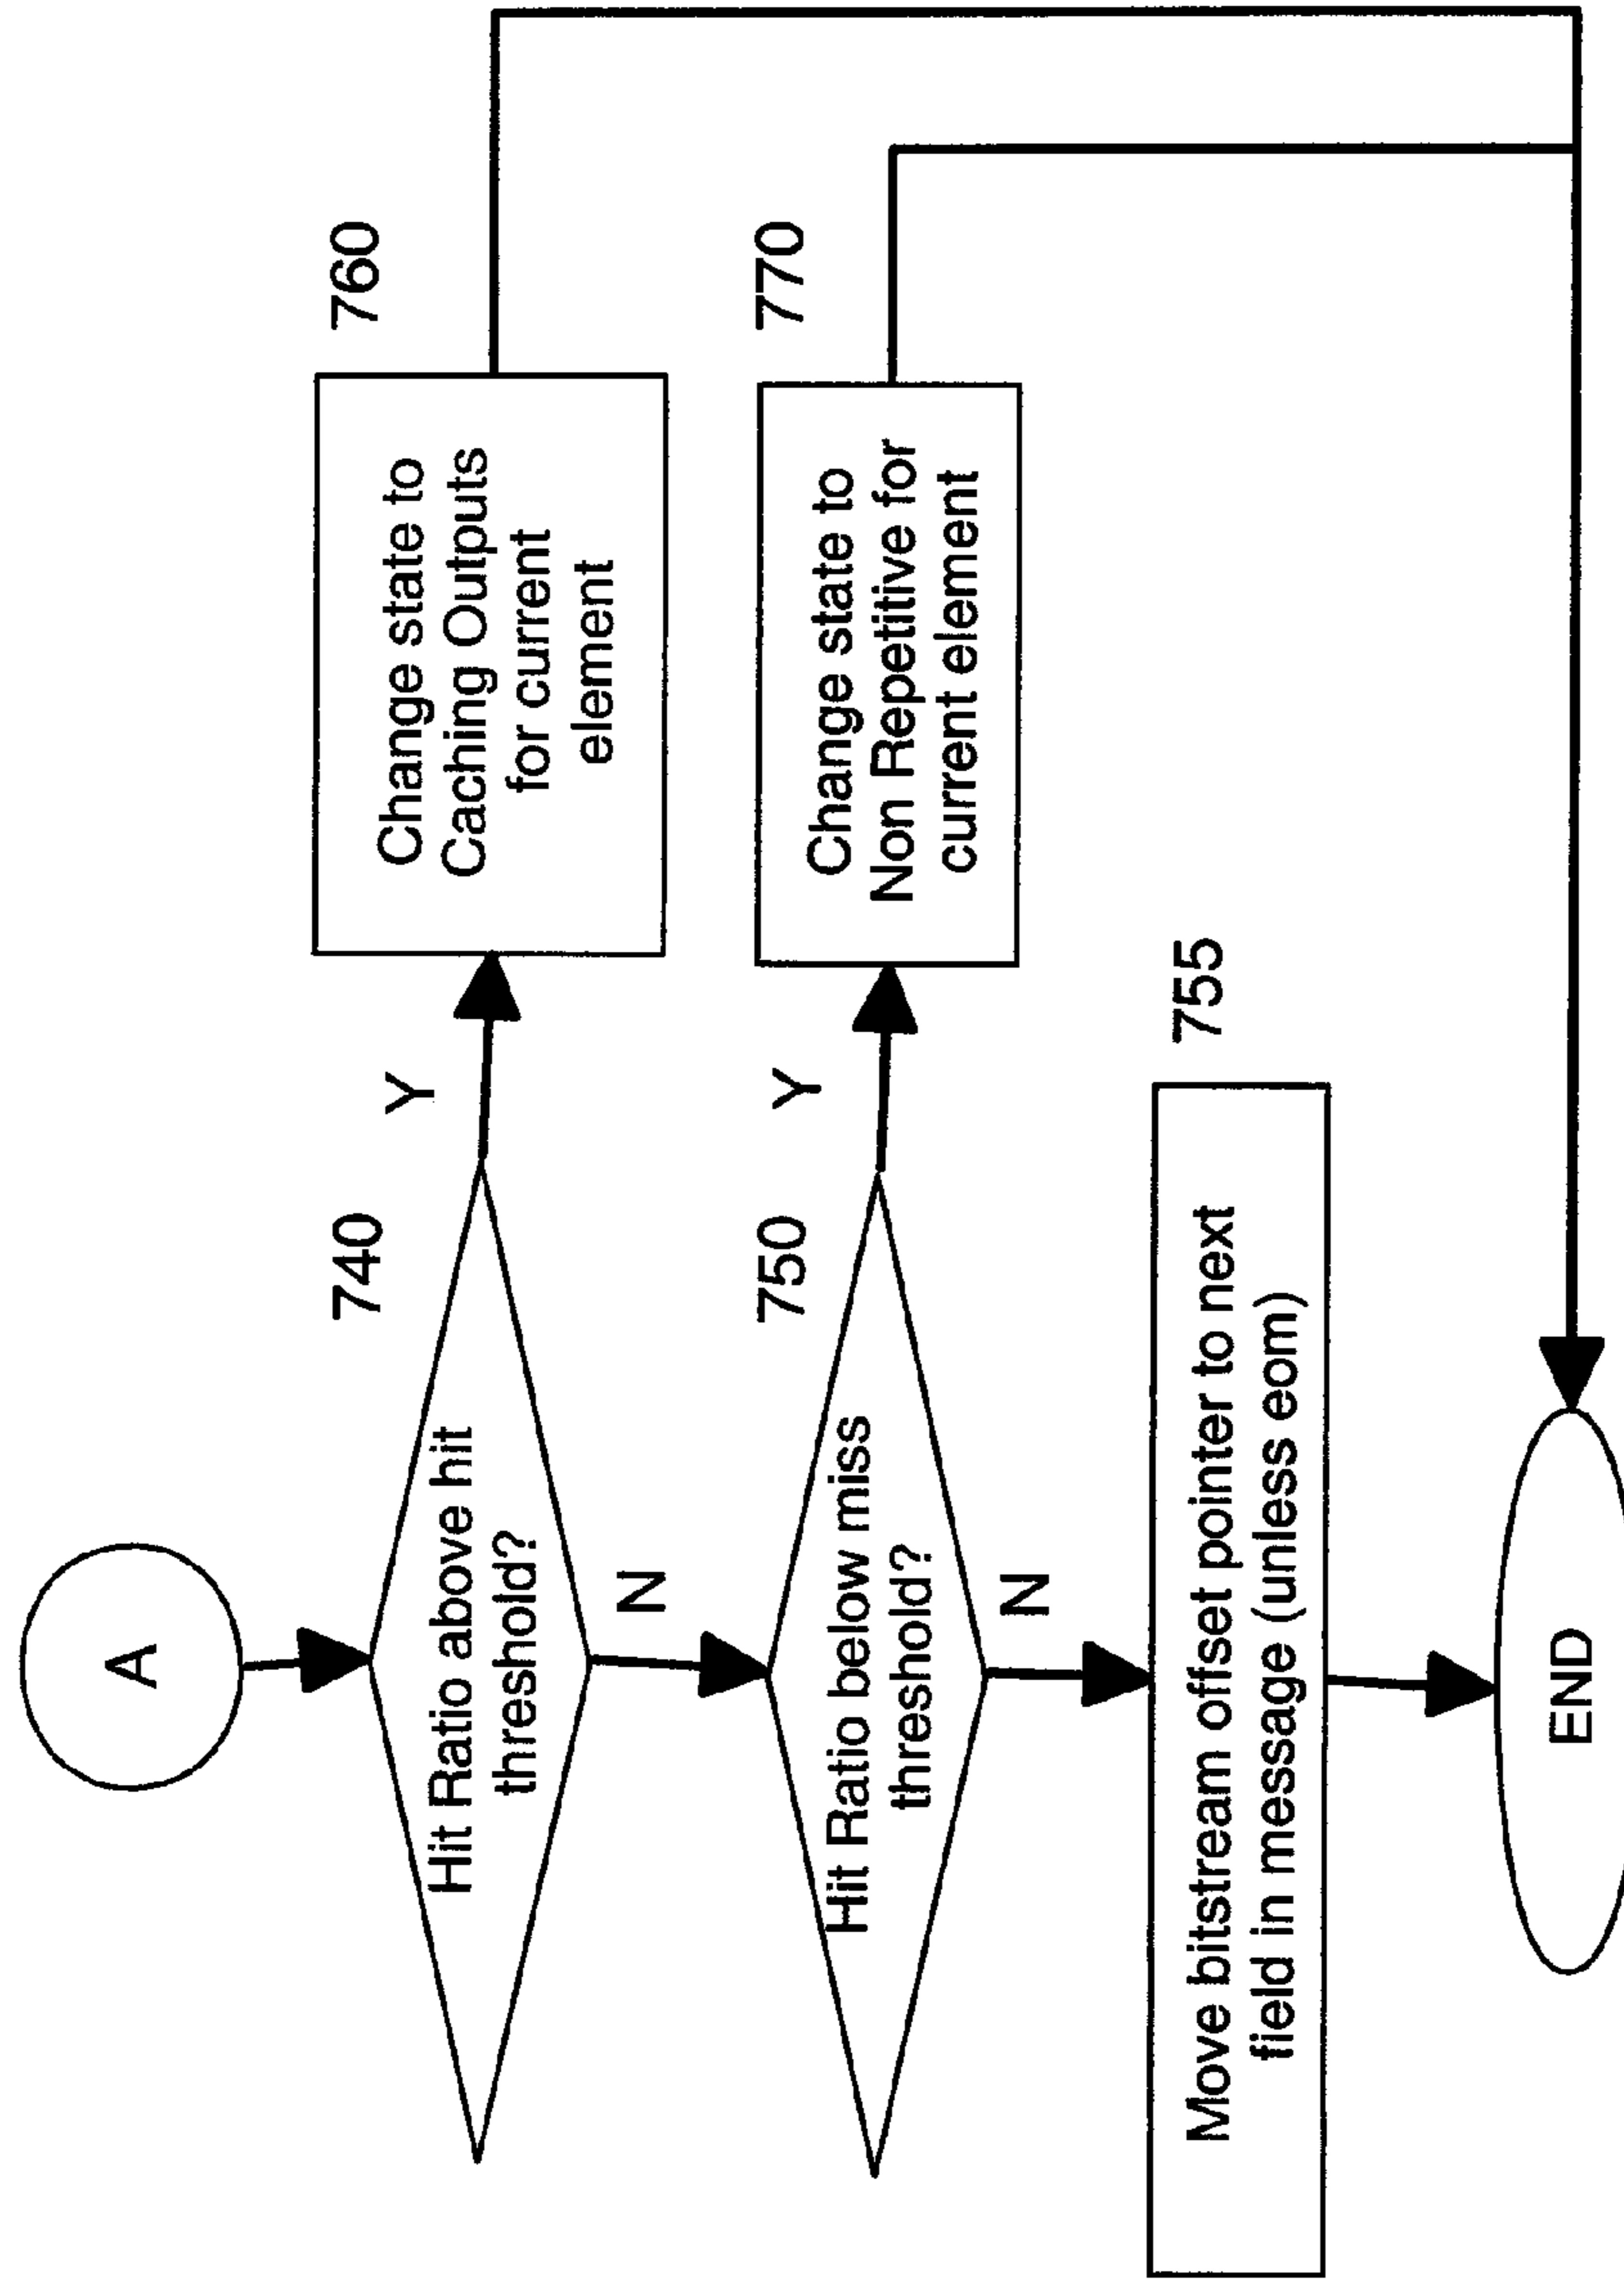 A
740
Hit Ratio above hit
threshold?
Y
760
Change state to
Caching Outputs
for current
element
N
750
Hit Ratio below miss
threshold?
Y
770
Change state to
Non Repetitive for
current element
N
755
Move bitstream offset pointer to next
field in message (unless eom)
END